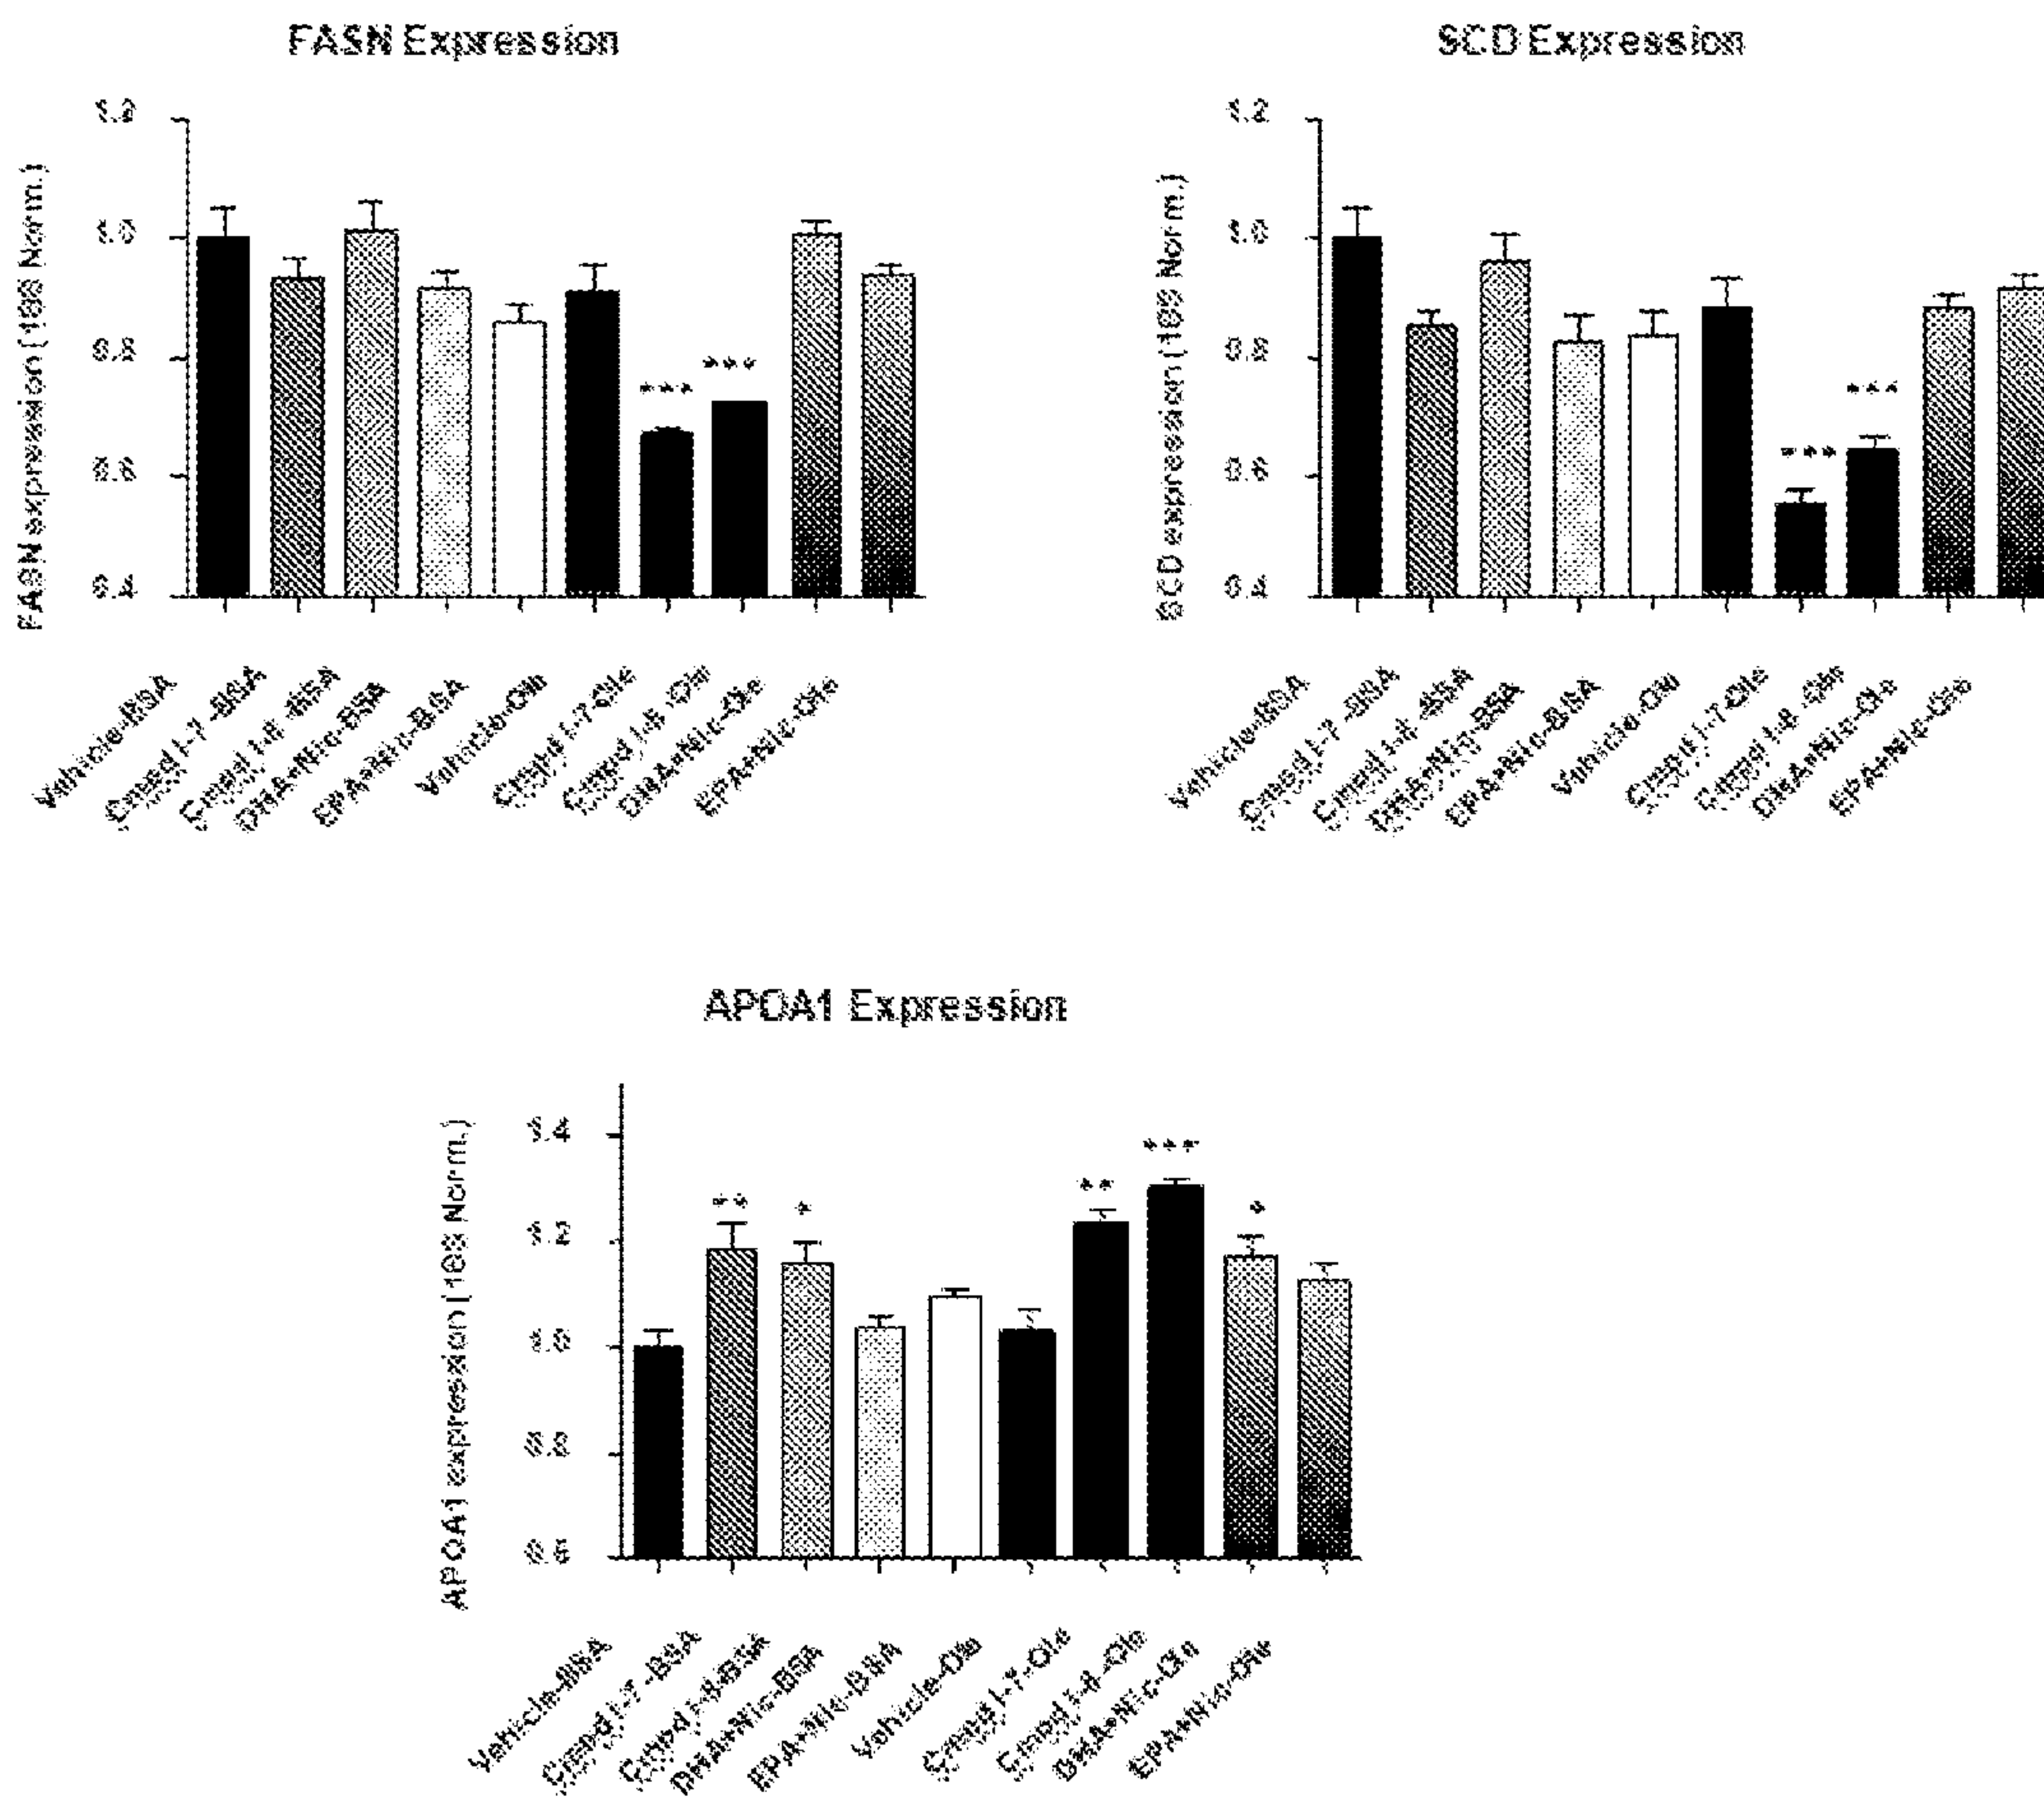 FASN Expression
FASN expression (18S Norm.)
1.2
1.0
0.8
0.6
0.4
***
***
Vehicle-BSA
Cmpd I-7 -BSA
Cmpd I-8 -BSA
DHA+Nic-BSA
EPA+Nic-BSA
Vehicle-Ole
Cmpd I-7-Ole
Cmpd I-8 -Ole
DHA+Nic-Ole
EPA+Nic-Ole
SCD Expression
SCD expression (18S Norm.)
1.2
1.0
0.8
0.6
0.4
***
***
Vehicle-BSA
Cmpd I-7 -BSA
Cmpd I-8 -BSA
DHA+Nic-BSA
EPA+Nic-BSA
Vehicle-Ole
Cmpd I-7-Ole
Cmpd I-8 -Ole
DHA+Nic-Ole
EPA+Nic-Ole
APOA1 Expression
APOA1 expression (18S Norm.)
1.4
1.2
1.0
0.8
0.6
**
*
**
***
*
Vehicle-BSA
Cmpd I-7 -BSA
Cmpd I-8-BSA
DHA+Nic-BSA
EPA+Nic-BSA
Vehicle-Ole
Cmpd I-7-Ole
Cmpd I-8 -Ole
DHA+Nic-Ole
EPA+Nic-Ole